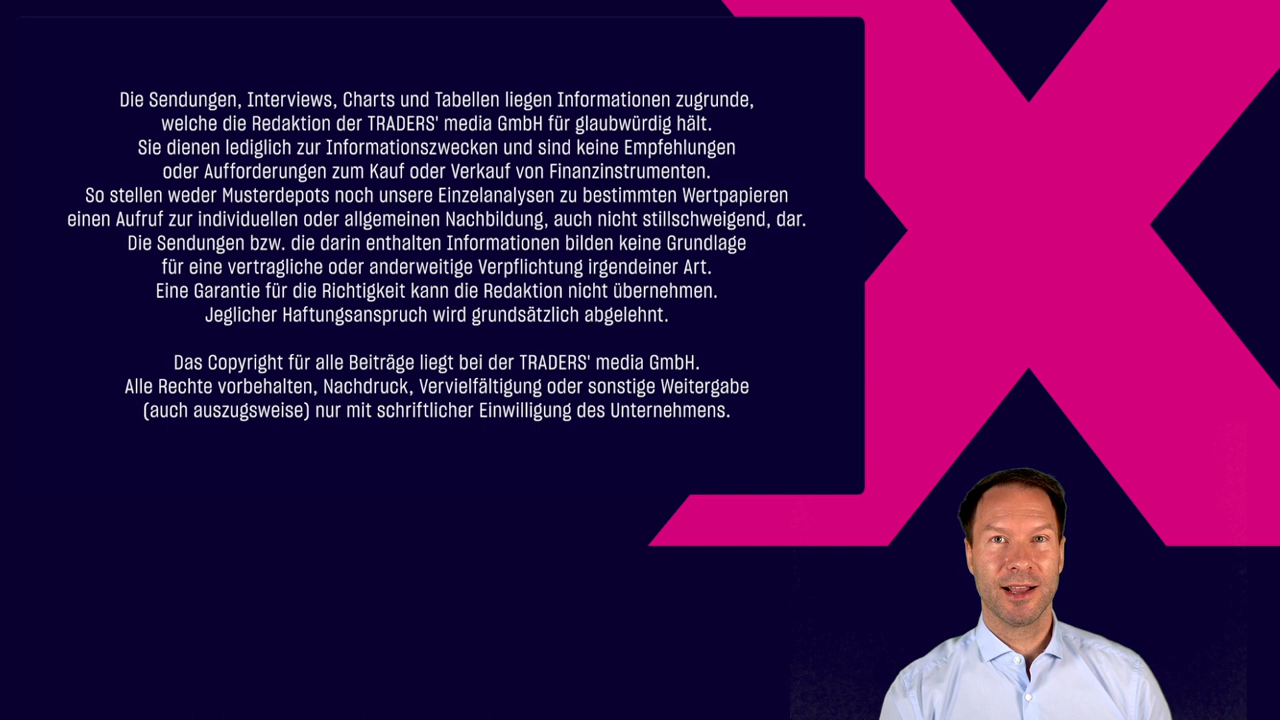 Die Sendungen, Interviews, Charts und Tabellen liegen Informationen zugrunde,
welche die Redaktion der TRADERS' media GmbH für glaubwürdig hält.
Sie dienen lediglich zur Informationszwecken und sind keine Empfehlungen
oder Aufforderungen zum Kauf oder Verkauf von Finanzinstrumenten.
So stellen weder Musterdepots noch unsere Einzelanalysen zu bestimmten Wertpapieren
einen Aufruf zur individuellen oder allgemeinen Nachbildung, auch nicht stillschweigend, dar.
Die Sendungen bzw. die darin enthalten Informationen bilden keine Grundlage
für eine vertragliche oder anderweitige Verpflichtung irgendeiner Art.
Eine Garantie für die Richtigkeit kann die Redaktion nicht übernehmen.
Jeglicher Haftungsanspruch wird grundsätzlich abgelehnt.
Das Copyright für alle Beiträge liegt bei der TRADERS' media GmbH.
Alle Rechte vorbehalten, Nachdruck, Vervielfältigung oder sonstige Weitergabe
(auch auszugsweise) nur mit schriftlicher Einwilligung des Unternehmens.